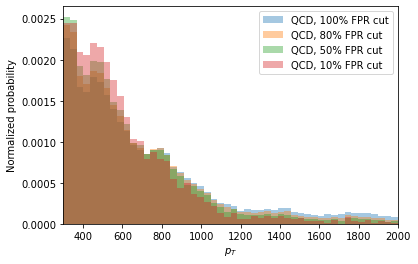 QCD, 100% FPR cut
QCD, 80% FPR cut
QCD, 50% FPR cut
QCD, 10% FPR cut
Normalized probability
0.0025
0.0020
0.0015
0.0010
0.0005
0.0000
400 600 800 1000 1200 1400 1600 1800 2000
p_T